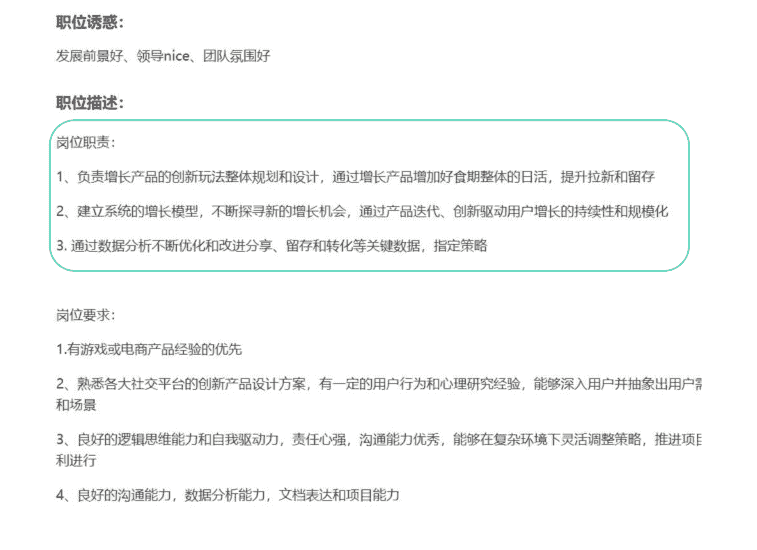 职位诱惑：
发展前景好、领导nice、团队氛围好
职位描述：
岗位职责：
1、负责增长产品的创新玩法整体规划和设计，通过增长产品增加好食期整体的日活，提升拉新和留存
2、建立系统的增长模型，不断探寻新的增长机会，通过产品迭代、创新驱动用户增长的持续性和规模化
3. 通过数据分析不断优化和改进分享、留存和转化等关键数据，指定策略
岗位要求：
1.有游戏或电商产品经验的优先
2、熟悉各大社交平台的创新产品设计方案，有一定的用户行为和心理研究经验，能够深入用户并抽象出用户需
和场景
3、良好的逻辑思维能力和自我驱动力，责任心强，沟通能力优秀，能够在复杂环境下灵活调整策略，推进项目
利进行
4、良好的沟通能力，数据分析能力，文档表达和项目能力